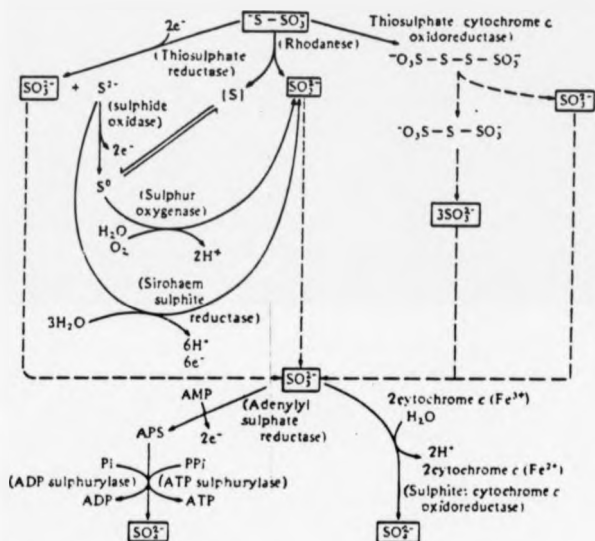 ⁻S – SO₃⁻
2e⁻
(Thiosulphate reductase)
(Rhodanese)
Thiosulphate: cytochrome c oxidoreductase)
⁻O₃S – S – S – SO₃⁻
SO₃²⁻ + S²⁻
[S]
SO₃²⁻
SO₃²⁻
(sulphide oxidase)
2e⁻
⁻O₃S – S – SO₃⁻
S⁰
(Sulphur oxygenase)
H₂O
O₂
2H⁺
3SO₃²⁻
(Sirohaem sulphite reductase)
3H₂O
6H⁺
6e⁻
SO₃²⁻
AMP
2e⁻
(Adenylyl sulphate reductase)
2cytochrome c (Fe³⁺)
H₂O
APS
2H⁺
2cytochrome c (Fe²⁺)
Pi
PPi
(ADP sulphurylase)
(ATP sulphurylase)
ADP
ATP
(Sulphite: cytochrome c oxidoreductase)